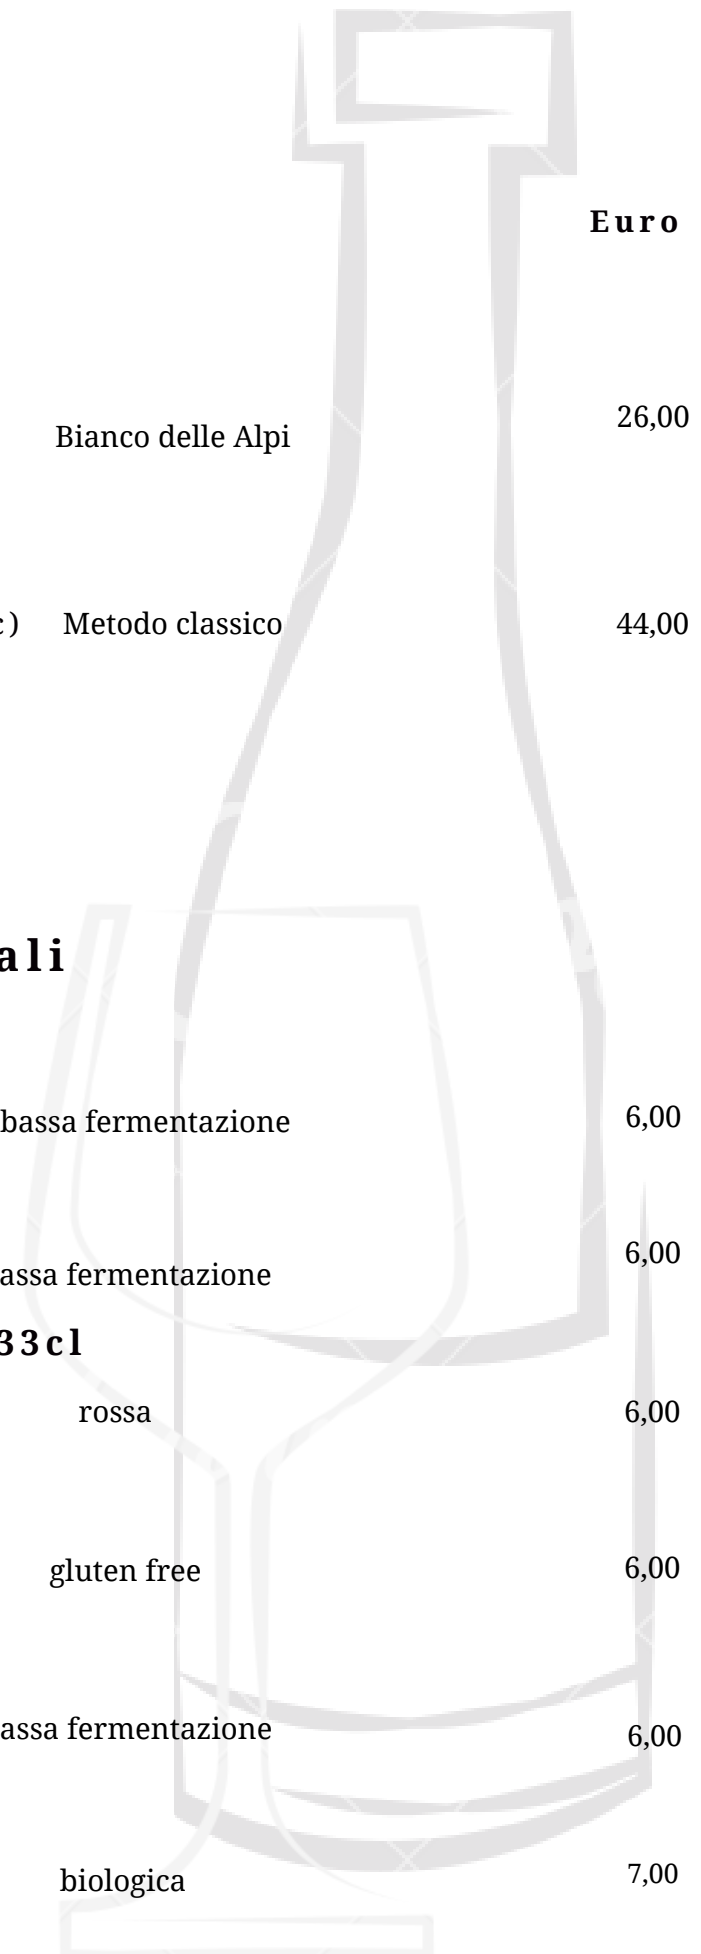 Euro
Bianco delle Alpi 26,00
c) Metodo classico 44,00
ali
bassa fermentazione 6,00
assa fermentazione 6,00
33cl
rossa 6,00
gluten free 6,00
assa fermentazione 6,00
biologica 7,00